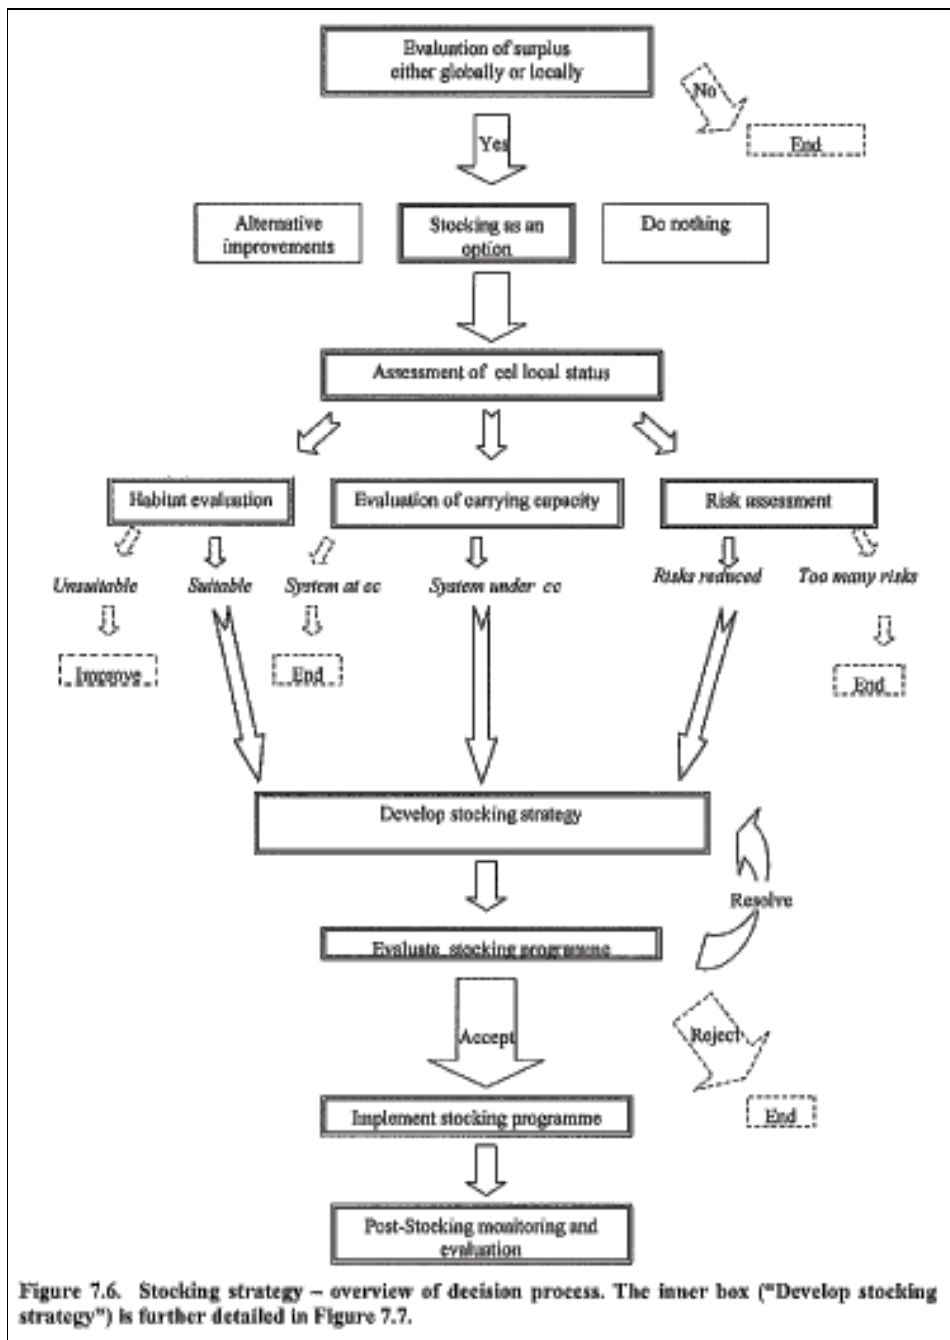 Evaluation of surplus
either globally or locally
No
End
Yes
Alternative
improvements
Stocking as an
option
Do nothing
Assessment of eel local status
Habitat evaluation
Evaluation of carrying capacity
Risk assessment
Unsuitable
Suitable
System at cc
System under cc
Risks reduced
Too many risks
Improve
End
End
Develop stocking strategy
Resolve
Evaluate stocking programme
Accept
Reject
Implement stocking programme
End
Post-Stocking monitoring and
evaluation
Figure 7.6. Stocking strategy – overview of decision process. The inner box ("Develop stocking
strategy") is further detailed in Figure 7.7.